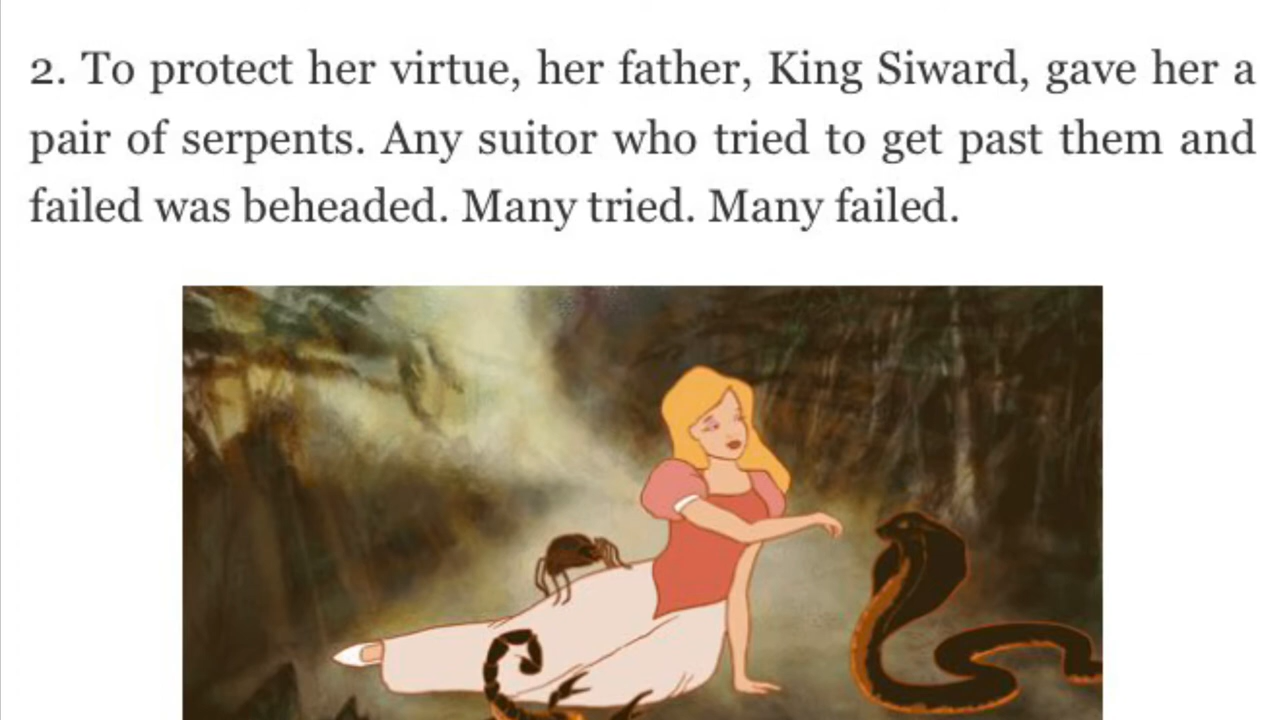 2. To protect her virtue, her father, King Siward, gave her a
pair of serpents. Any suitor who tried to get past them and
failed was beheaded. Many tried. Many failed.